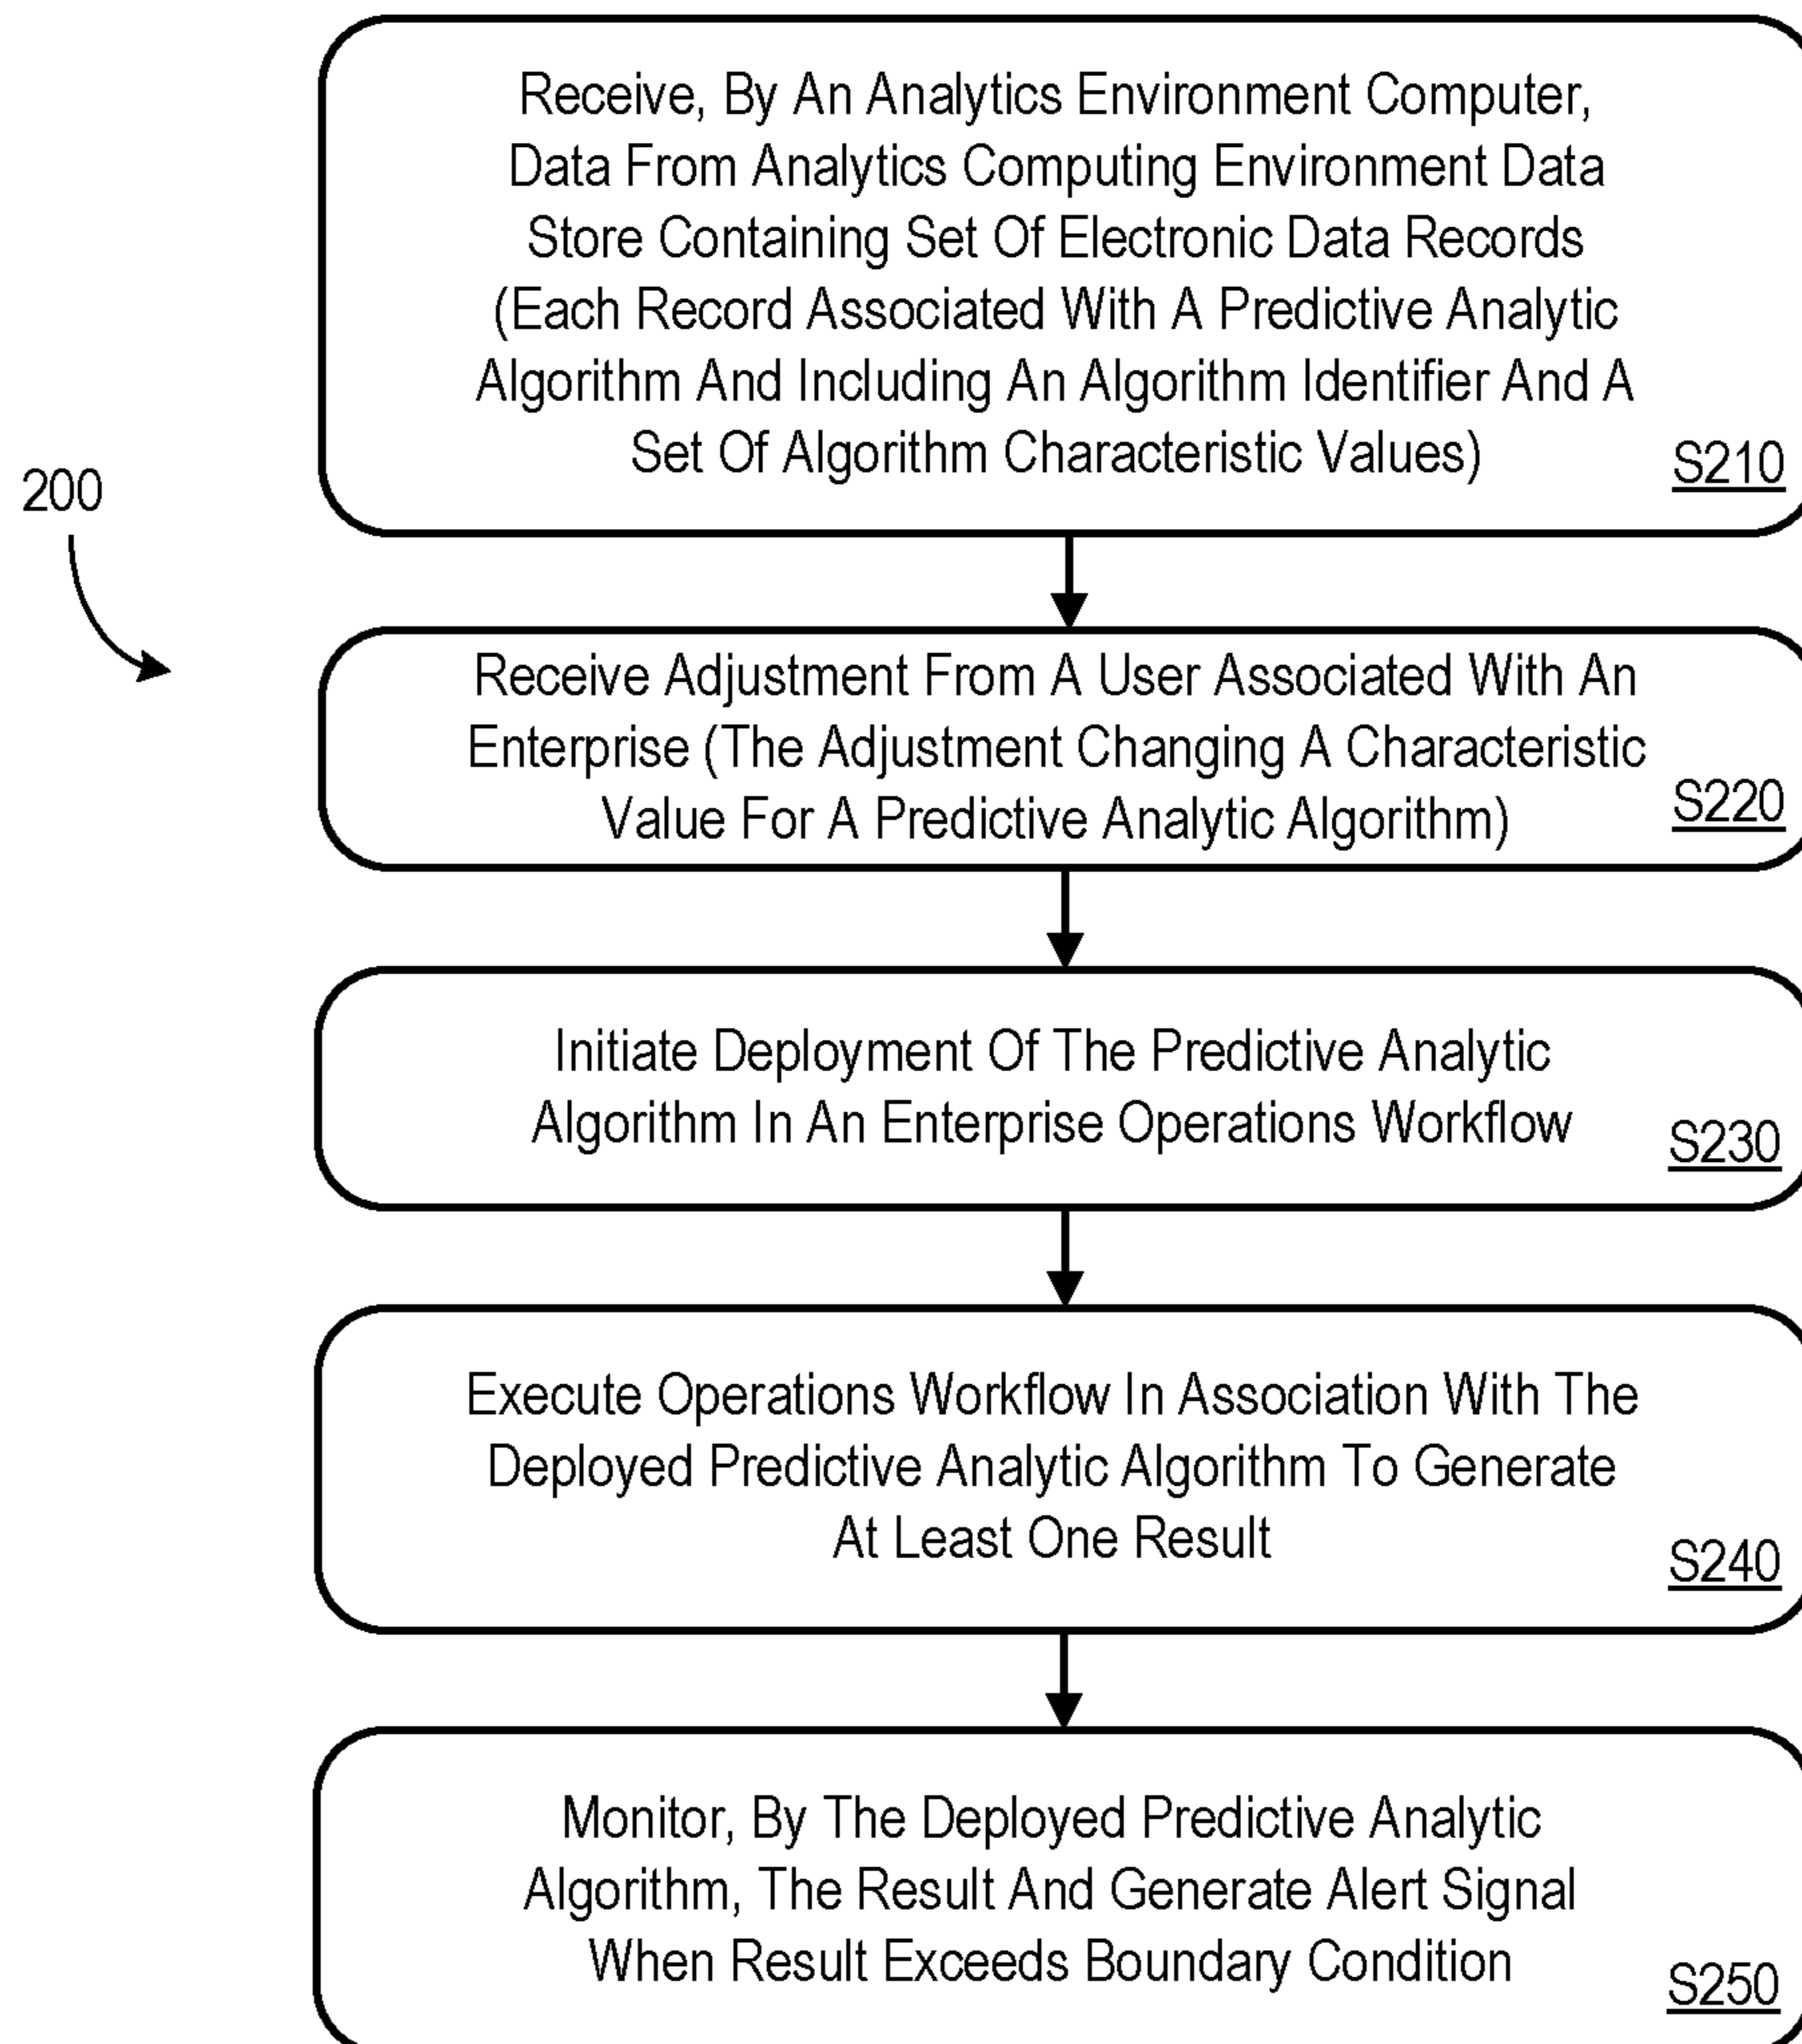 Receive, By An Analytics Environment Computer,
Data From Analytics Computing Environment Data
Store Containing Set Of Electronic Data Records
(Each Record Associated With A Predictive Analytic
Algorithm And Including An Algorithm Identifier And A
Set Of Algorithm Characteristic Values)
S210
200
Receive Adjustment From A User Associated With An
Enterprise (The Adjustment Changing A Characteristic
Value For A Predictive Analytic Algorithm)
S220
Initiate Deployment Of The Predictive Analytic
Algorithm In An Enterprise Operations Workflow
S230
Execute Operations Workflow In Association With The
Deployed Predictive Analytic Algorithm To Generate
At Least One Result
S240
Monitor, By The Deployed Predictive Analytic
Algorithm, The Result And Generate Alert Signal
When Result Exceeds Boundary Condition
S250